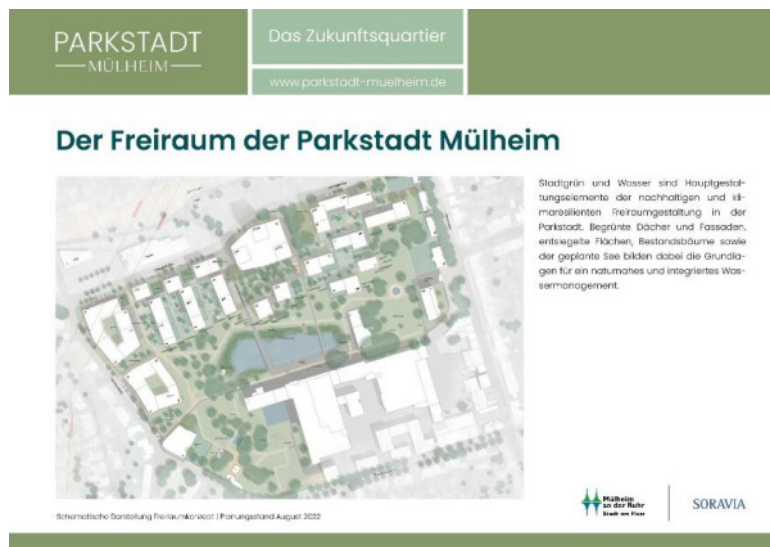 PARKSTADT
MÜLHEIM
Das Zukunftsquartier
www.parkstadt-muelheim.de
Der Freiraum der Parkstadt Mülheim
Stadtgrün und Wasser sind Hauptgestal-
tungselemente der nachhaltigen und kli-
maresilienten Freiraumgestaltung in der
Parkstadt. Begrünte Dächer und Fassaden,
entsiegelte Flächen, Bestandsbäume sowie
der geplante See bilden dabei die Grundla-
gen für ein naturnahes und integriertes Was-
sermanagement.
Schematische Darstellung Freiraumkonzept | Planungsstand August 2022
Mülheim
an der Ruhr
Stadt am Fluss
SORAVIA